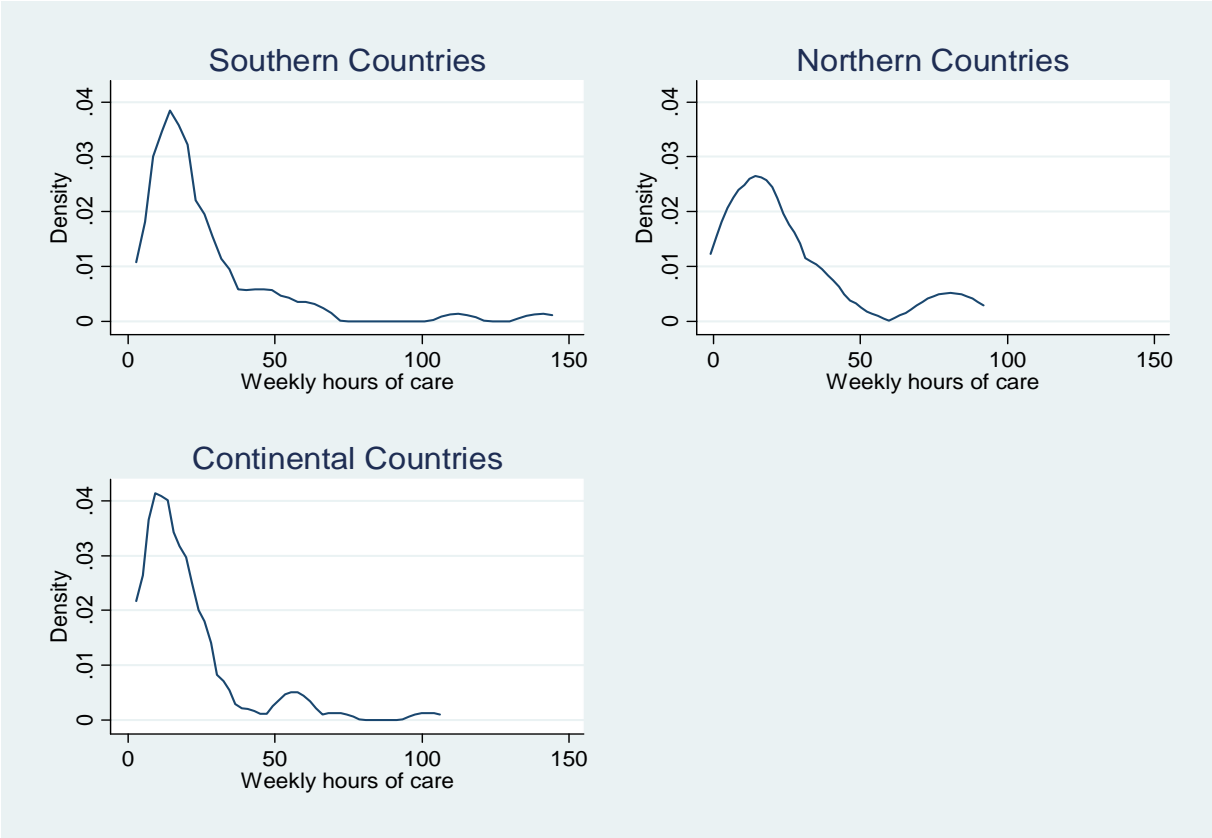 Southern Countries
Density
0 .01 .02 .03 .04
0 50 100 150
Weekly hours of care
Northern Countries
Density
0 .01 .02 .03 .04
0 50 100 150
Weekly hours of care
Continental Countries
Density
0 .01 .02 .03 .04
0 50 100 150
Weekly hours of care